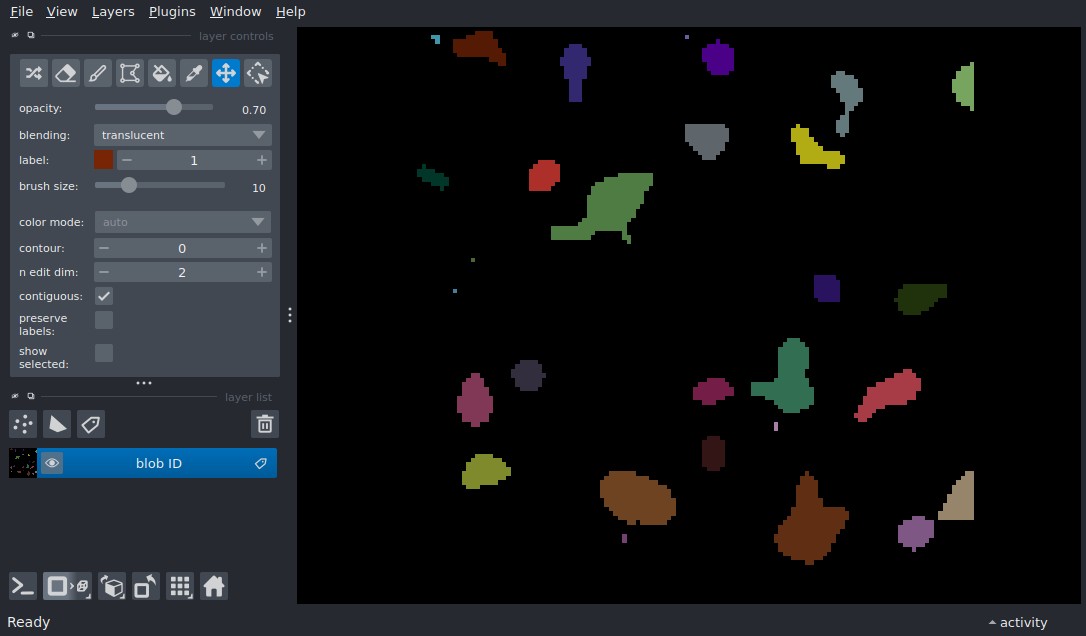 File View Layers Plugins Window Help
layer controls
opacity: 0.70
blending: translucent
label: 1
brush size: 10
color mode: auto
contour: 0
n edit dim: 2
contiguous:
preserve
labels:
show
selected:
layer list
blob ID
Ready
activity